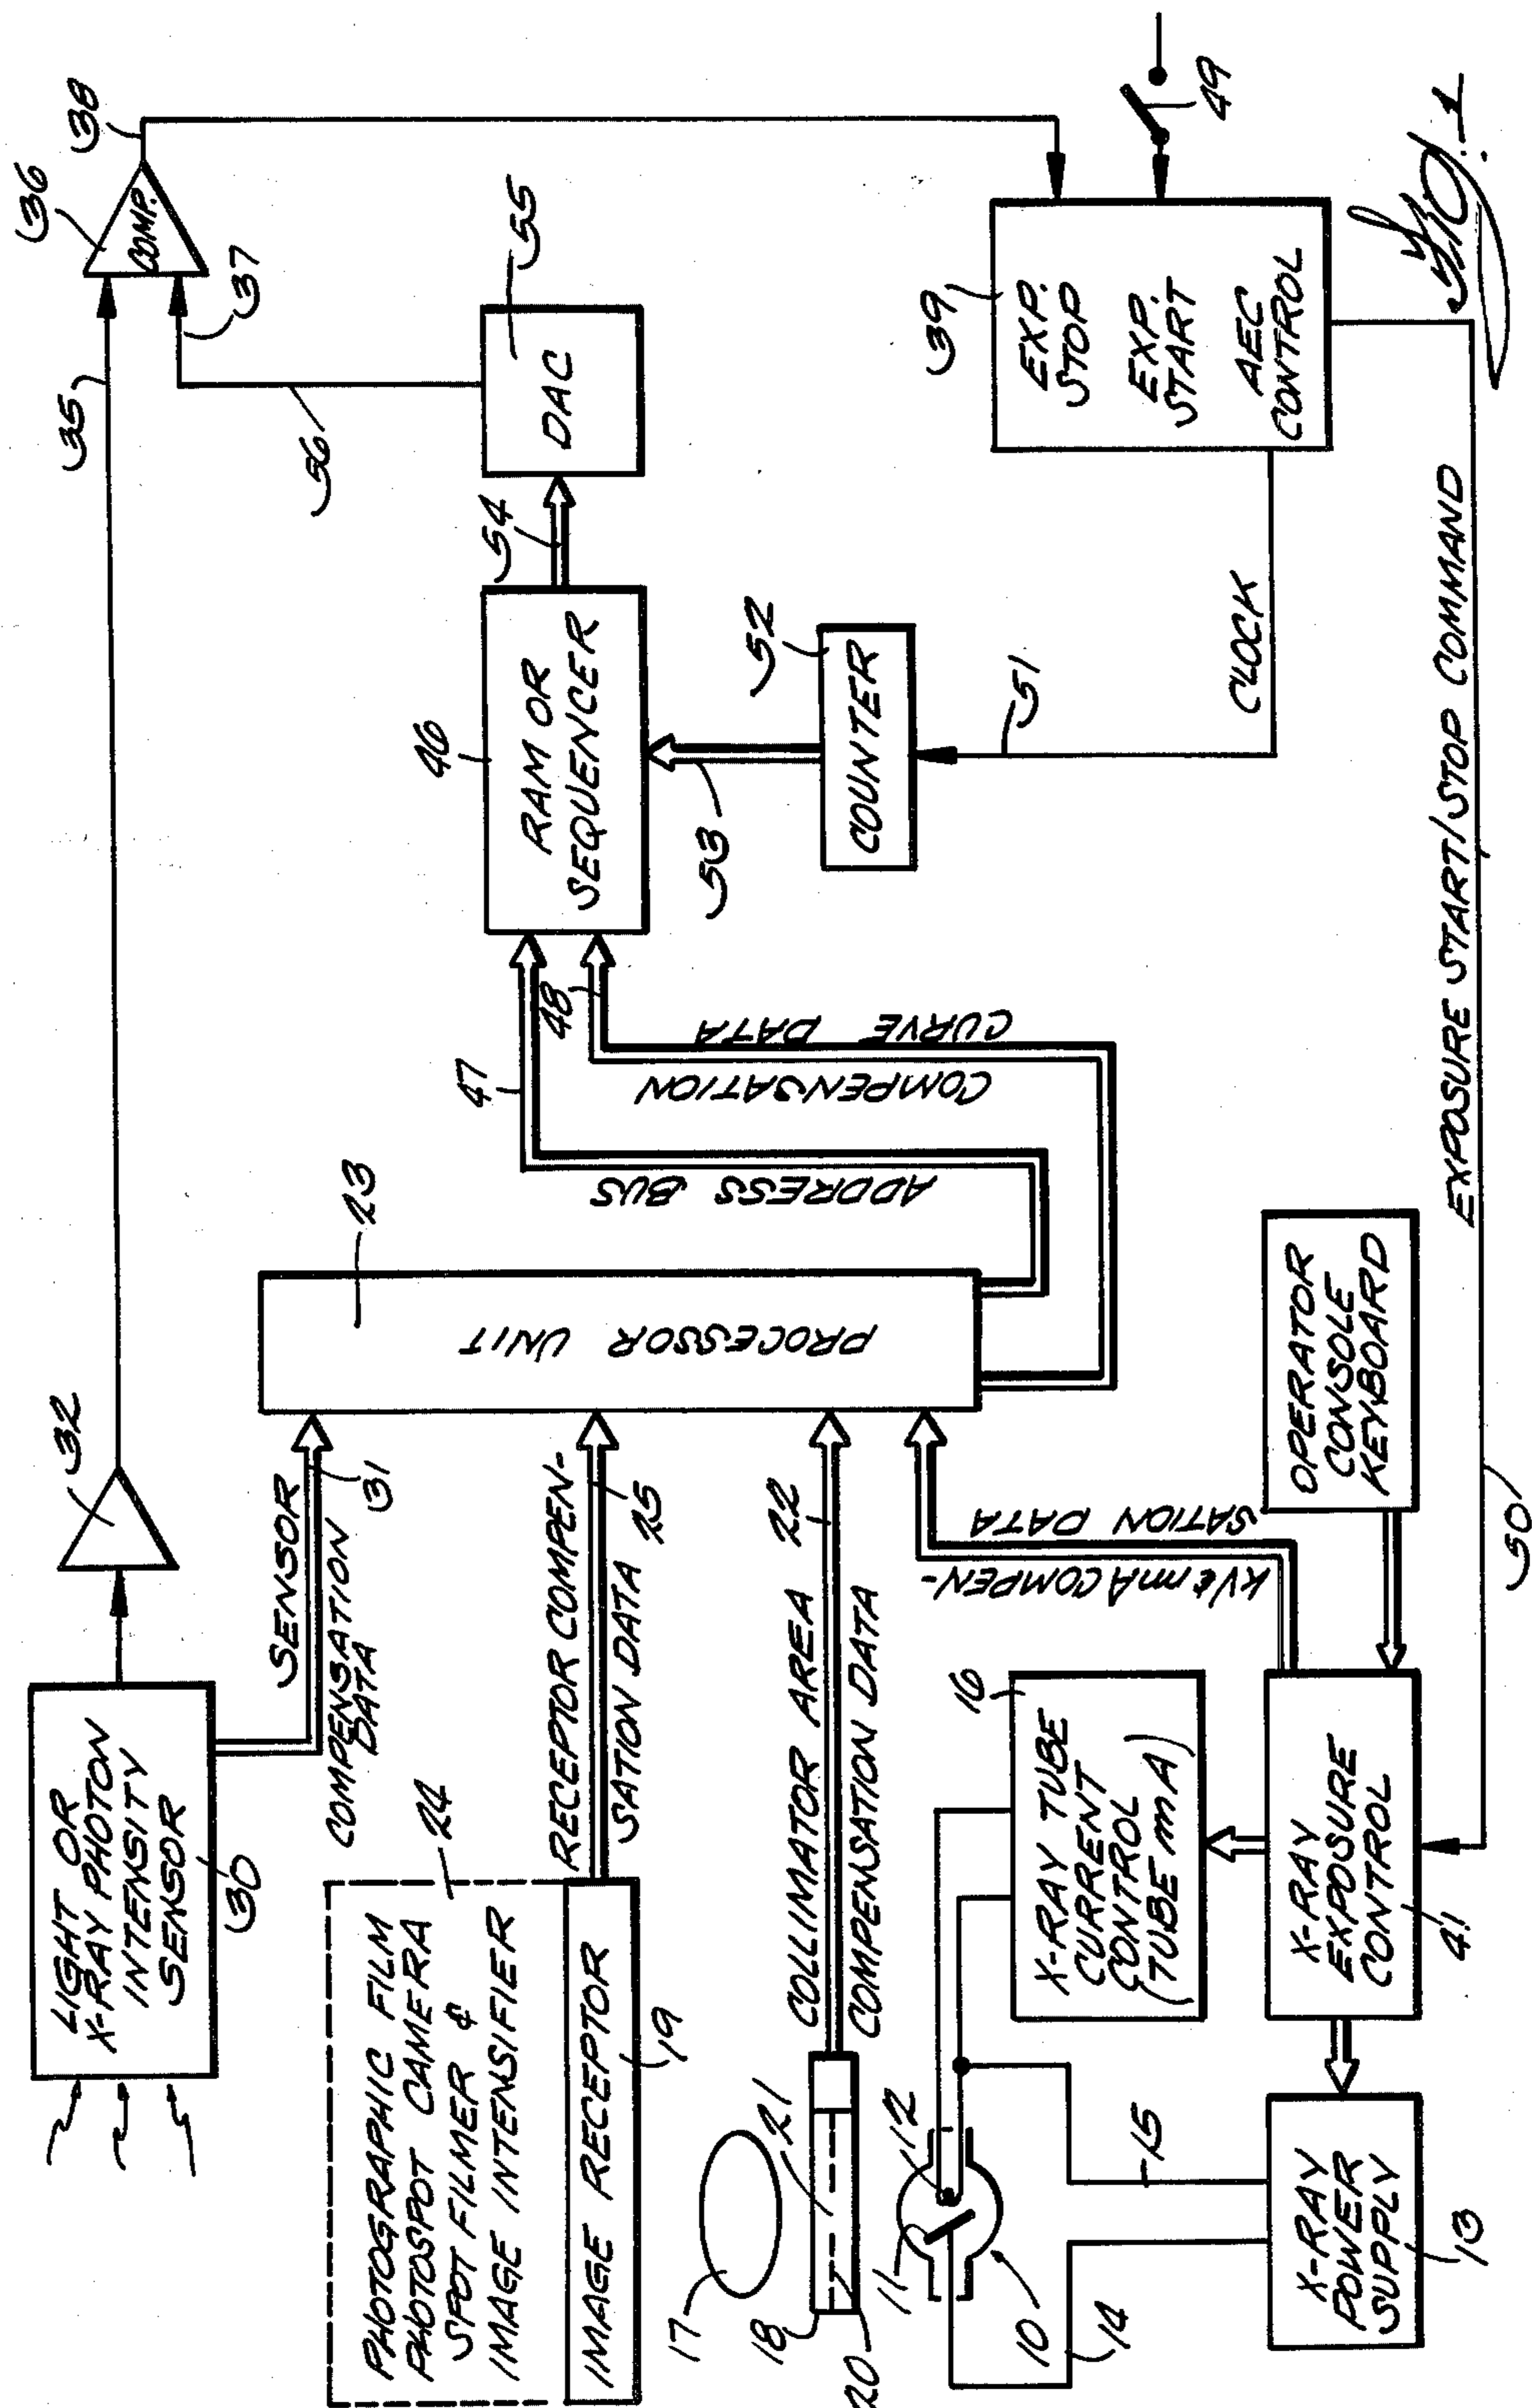 LIGHT OR
X-RAY PHOTON
INTENSITY
SENSOR
30
32
35
36
COMP.
38
37
SENSOR
COMPENSATION
DATA
31
PHOTOGRAPHIC FILM
PHOTOSPOT CAMERA
SPOT FILMER &
IMAGE INTENSIFIER
24
IMAGE RECEPTOR
19
RECEPTOR COMPEN-
SATION DATA
25
PROCESSOR UNIT
23
ADDRESS BUS
47
COMPENSATION
CURVE DATA
48
RAM OR
SEQUENCER
46
54
DAC
55
56
53
COUNTER
52
51
CLOCK
17
18
20
21
COLLIMATOR AREA
COMPENSATION DATA
22
10
11
12
14
15
X-RAY TUBE
CURRENT
CONTROL
(TUBE mA)
16
KV & mA COMPEN-
SATION DATA
X-RAY
POWER
SUPPLY
13
X-RAY
EXPOSURE
CONTROL
41
OPERATOR
CONSOLE
KEYBOARD
EXP.
STOP
EXP.
START
AEC
CONTROL
39
49
EXPOSURE START/STOP COMMAND
50
Fig. 1